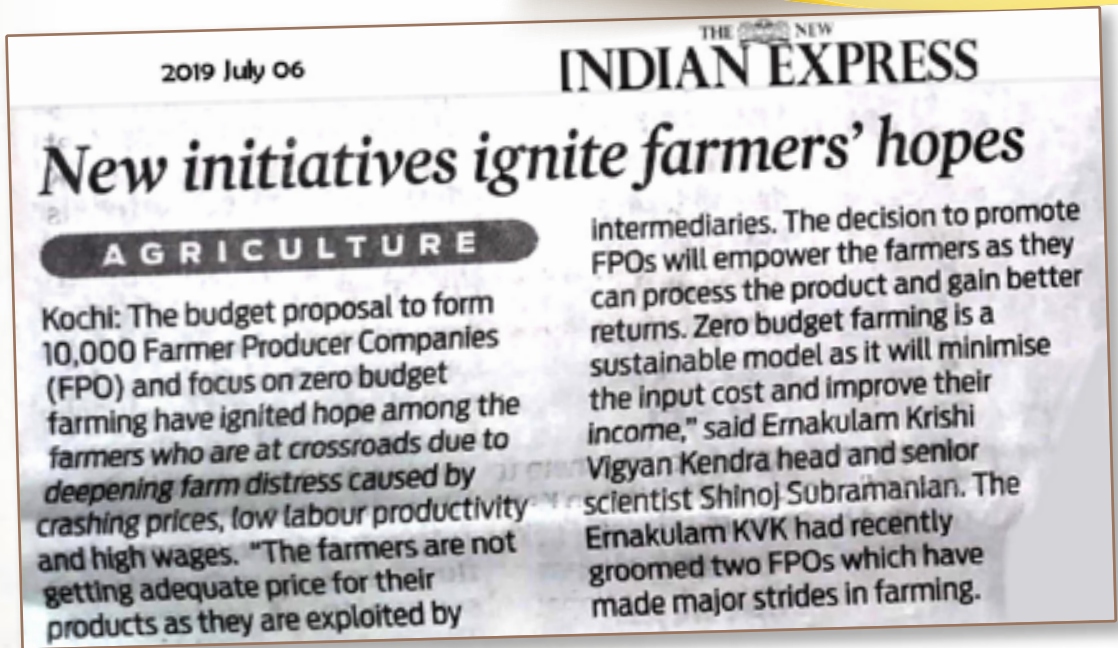 2019 July 06
THE NEW
INDIAN EXPRESS
New initiatives ignite farmers' hopes
AGRICULTURE
Kochi: The budget proposal to form
10,000 Farmer Producer Companies
(FPO) and focus on zero budget
farming have ignited hope among the
farmers who are at crossroads due to
deepening farm distress caused by
crashing prices, low labour productivity
and high wages. "The farmers are not
getting adequate price for their
products as they are exploited by
intermediaries. The decision to promote
FPOs will empower the farmers as they
can process the product and gain better
returns. Zero budget farming is a
sustainable model as it will minimise
the input cost and improve their
income," said Ernakulam Krishi
Vigyan Kendra head and senior
scientist Shinoj Subramanian. The
Ernakulam KVK had recently
groomed two FPOs which have
made major strides in farming.